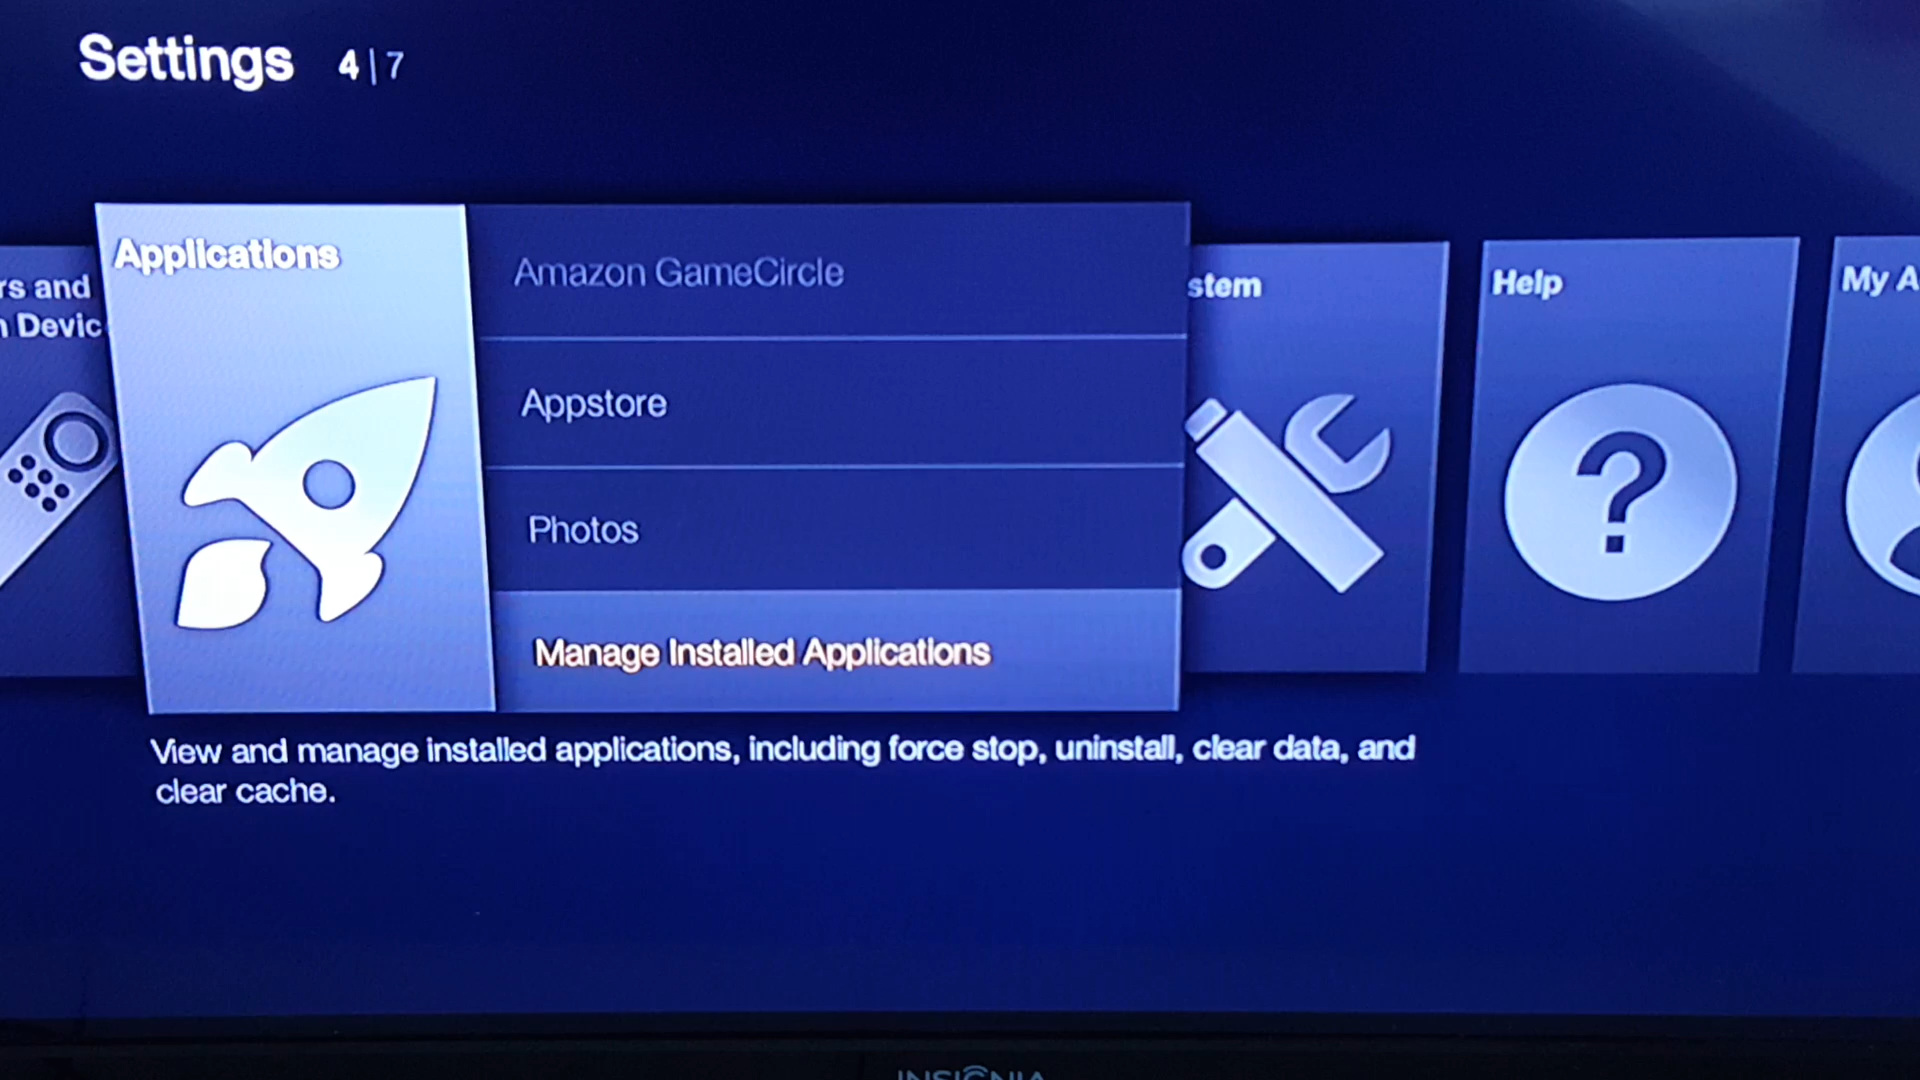 Settings 4|7
Applications
rs and
Devic
Amazon GameCircle
Appstore
Photos
Manage Installed Applications
stem
Help
My A
View and manage installed applications, including force stop, uninstall, clear data, and
clear cache.
INSIGNIA